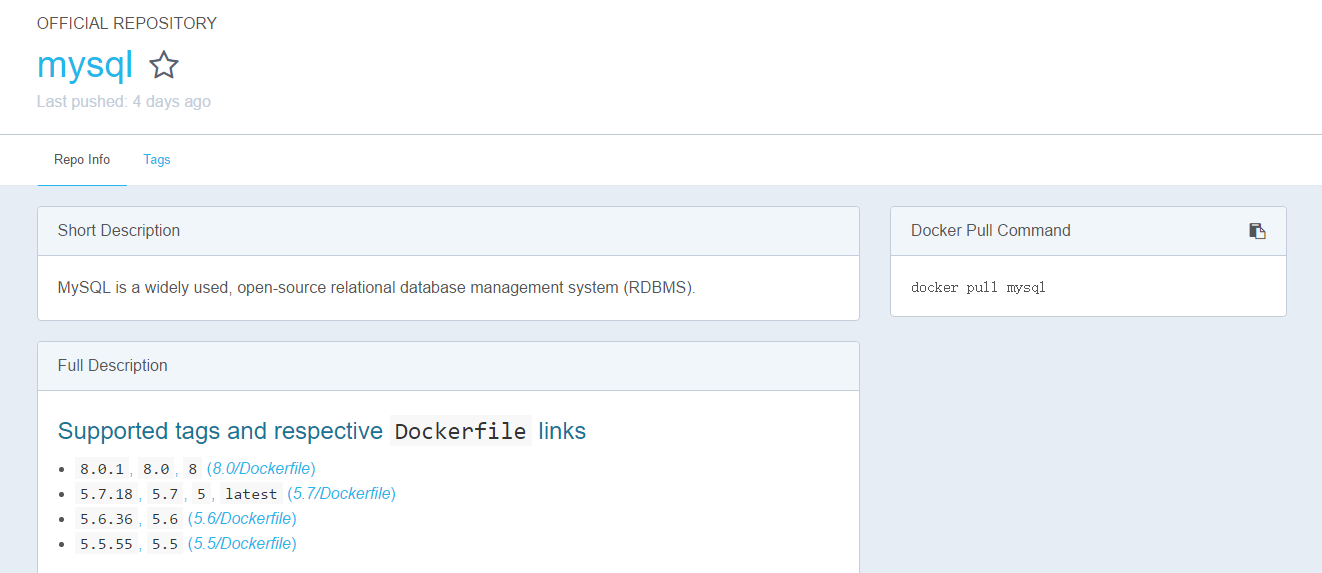 OFFICIAL REPOSITORY
mysql
Last pushed: 4 days ago
Repo Info
Tags
Short Description
MySQL is a widely used, open-source relational database management system (RDBMS).
Docker Pull Command
docker pull mysql
Full Description
Supported tags and respective Dockerfile links
• 8.0.1, 8.0, 8 (8.0/Dockerfile)
• 5.7.18, 5.7, 5, latest (5.7/Dockerfile)
• 5.6.36, 5.6 (5.6/Dockerfile)
• 5.5.55, 5.5 (5.5/Dockerfile)